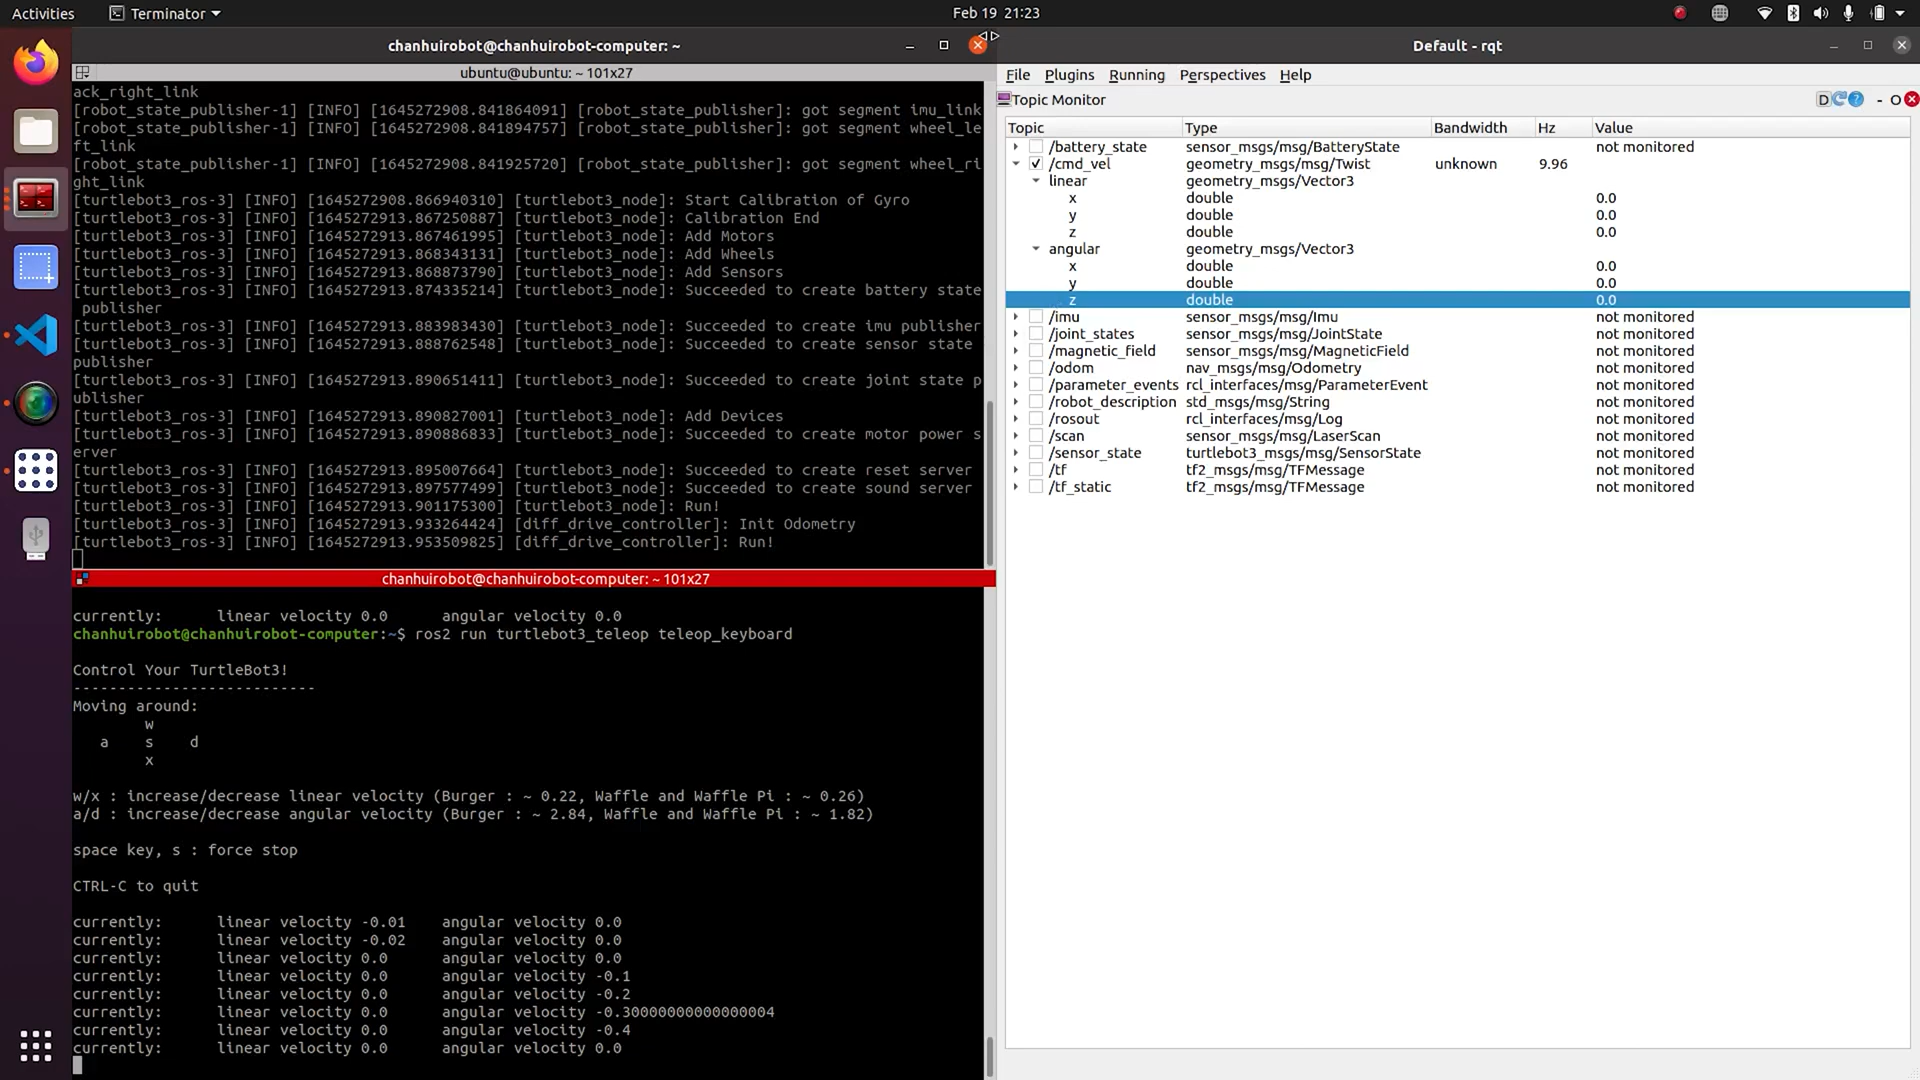 Activities
Terminator
Feb 19 21:23
chanhuirobot@chanhuirobot-computer: ~
ubuntu@ubuntu: ~ 101x27
ack_right_link
[robot_state_publisher-1] [INFO] [1645272908.841864091] [robot_state_publisher]: got segment imu_link
[robot_state_publisher-1] [INFO] [1645272908.841894757] [robot_state_publisher]: got segment wheel_le
ft_link
[robot_state_publisher-1] [INFO] [1645272908.841925720] [robot_state_publisher]: got segment wheel_ri
ght_link
[turtlebot3_ros-3] [INFO] [1645272908.866940310] [turtlebot3_node]: Start Calibration of Gyro
[turtlebot3_ros-3] [INFO] [1645272913.867250887] [turtlebot3_node]: Calibration End
[turtlebot3_ros-3] [INFO] [1645272913.867461995] [turtlebot3_node]: Add Motors
[turtlebot3_ros-3] [INFO] [1645272913.868343131] [turtlebot3_node]: Add Wheels
[turtlebot3_ros-3] [INFO] [1645272913.868873790] [turtlebot3_node]: Add Sensors
[turtlebot3_ros-3] [INFO] [1645272913.874335214] [turtlebot3_node]: Succeeded to create battery state
 publisher
[turtlebot3_ros-3] [INFO] [1645272913.883983430] [turtlebot3_node]: Succeeded to create imu publisher
[turtlebot3_ros-3] [INFO] [1645272913.888762548] [turtlebot3_node]: Succeeded to create sensor state
publisher
[turtlebot3_ros-3] [INFO] [1645272913.890651411] [turtlebot3_node]: Succeeded to create joint state p
ublisher
[turtlebot3_ros-3] [INFO] [1645272913.890827001] [turtlebot3_node]: Add Devices
[turtlebot3_ros-3] [INFO] [1645272913.890886833] [turtlebot3_node]: Succeeded to create motor power s
erver
[turtlebot3_ros-3] [INFO] [1645272913.895007664] [turtlebot3_node]: Succeeded to create reset server
[turtlebot3_ros-3] [INFO] [1645272913.897577499] [turtlebot3_node]: Succeeded to create sound server
[turtlebot3_ros-3] [INFO] [1645272913.901175300] [turtlebot3_node]: Run!
[turtlebot3_ros-3] [INFO] [1645272913.933264424] [diff_drive_controller]: Init Odometry
[turtlebot3_ros-3] [INFO] [1645272913.953509825] [diff_drive_controller]: Run!
chanhuirobot@chanhuirobot-computer: ~ 101x27
currently: linear velocity 0.0 angular velocity 0.0
chanhuirobot@chanhuirobot-computer:~$ ros2 run turtlebot3_teleop teleop_keyboard
Control Your TurtleBot3!
---------------------------
Moving around:
w
a s d
x
w/x : increase/decrease linear velocity (Burger : ~ 0.22, Waffle and Waffle Pi : ~ 0.26)
a/d : increase/decrease angular velocity (Burger : ~ 2.84, Waffle and Waffle Pi : ~ 1.82)
space key, s : force stop
CTRL-C to quit
currently: linear velocity -0.01 angular velocity 0.0
currently: linear velocity -0.02 angular velocity 0.0
currently: linear velocity 0.0 angular velocity 0.0
currently: linear velocity 0.0 angular velocity -0.1
currently: linear velocity 0.0 angular velocity -0.2
currently: linear velocity 0.0 angular velocity -0.30000000000000004
currently: linear velocity 0.0 angular velocity -0.4
currently: linear velocity 0.0 angular velocity 0.0
Default - rqt
File Plugins Running Perspectives Help
Topic Monitor
D ? - O
Topic Type Bandwidth Hz Value
/battery_state sensor_msgs/msg/BatteryState not monitored
/cmd_vel geometry_msgs/msg/Twist unknown 9.96
linear geometry_msgs/Vector3
x double 0.0
y double 0.0
z double 0.0
angular geometry_msgs/Vector3
x double 0.0
y double 0.0
z double 0.0
/imu sensor_msgs/msg/Imu not monitored
/joint_states sensor_msgs/msg/JointState not monitored
/magnetic_field sensor_msgs/msg/MagneticField not monitored
/odom nav_msgs/msg/Odometry not monitored
/parameter_events rcl_interfaces/msg/ParameterEvent not monitored
/robot_description std_msgs/msg/String not monitored
/rosout rcl_interfaces/msg/Log not monitored
/scan sensor_msgs/msg/LaserScan not monitored
/sensor_state turtlebot3_msgs/msg/SensorState not monitored
/tf tf2_msgs/msg/TFMessage not monitored
/tf_static tf2_msgs/msg/TFMessage not monitored